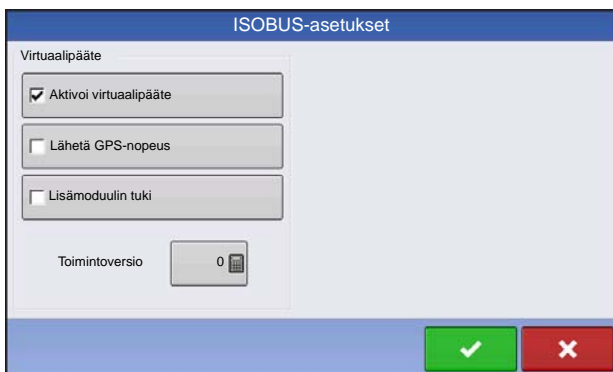 ISOBUS-asetukset
Virtuaalipääte
Aktivoi virtuaalipääte
Lähetä GPS-nopeus
Lisämoduulin tuki
Toimintoversio 0